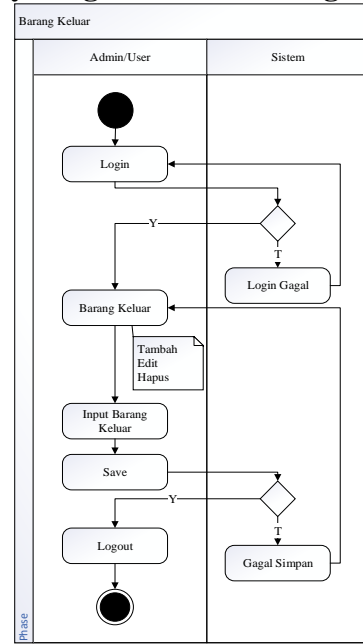 Barang Keluar
Admin/User
Sistem
Login
Y
T
Login Gagal
Barang Keluar
Tambah
Edit
Hapus
Input Barang
Keluar
Save
Y
T
Logout
Gagal Simpan
Phase